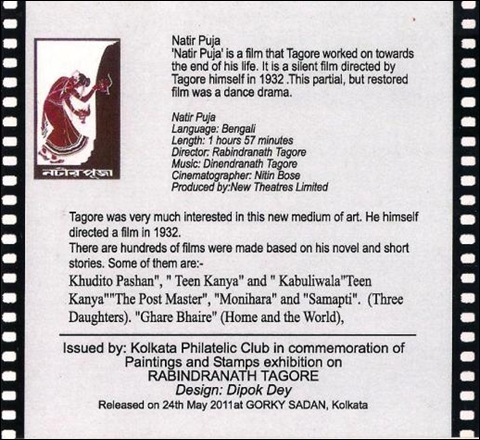 Natir Puja
'Natir Puja' is a film that Tagore worked on towards
the end of his life. It is a silent film directed by
Tagore himself in 1932 .This partial, but restored
film was a dance drama.
নটীর পূজা
Natir Puja
Language: Bengali
Length: 1 hours 57 minutes
Director: Rabindranath Tagore
Music: Dinendranath Tagore
Cinematographer: Nitin Bose
Produced by:New Theatres Limited
Tagore was very much interested in this new medium of art. He himself
directed a film in 1932.
There are hundreds of films were made based on his novel and short
stories. Some of them are:-
Khudito Pashan", " Teen Kanya" and " Kabuliwala"Teen
Kanya""The Post Master", "Monihara" and "Samapti". (Three
Daughters). "Ghare Bhaire" (Home and the World),
Issued by: Kolkata Philatelic Club in commemoration of
Paintings and Stamps exhibition on
RABINDRANATH TAGORE
Design: Dipok Dey
Released on 24th May 2011at GORKY SADAN, Kolkata